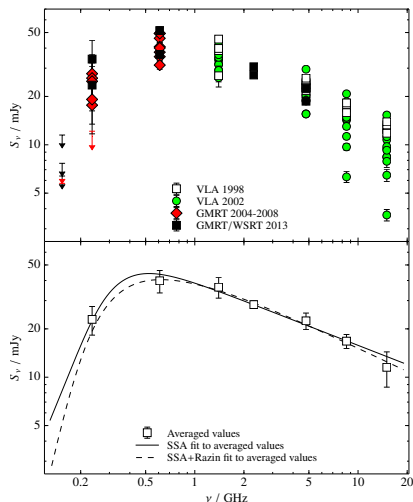 50
20
10
5
S_ν / mJy
VLA 1998
VLA 2002
GMRT 2004-2008
GMRT/WSRT 2013
50
20
10
5
S_ν / mJy
Averaged values
SSA fit to averaged values
SSA+Razin fit to averaged values
0.2 0.5 1 2 5 10 20
ν / GHz